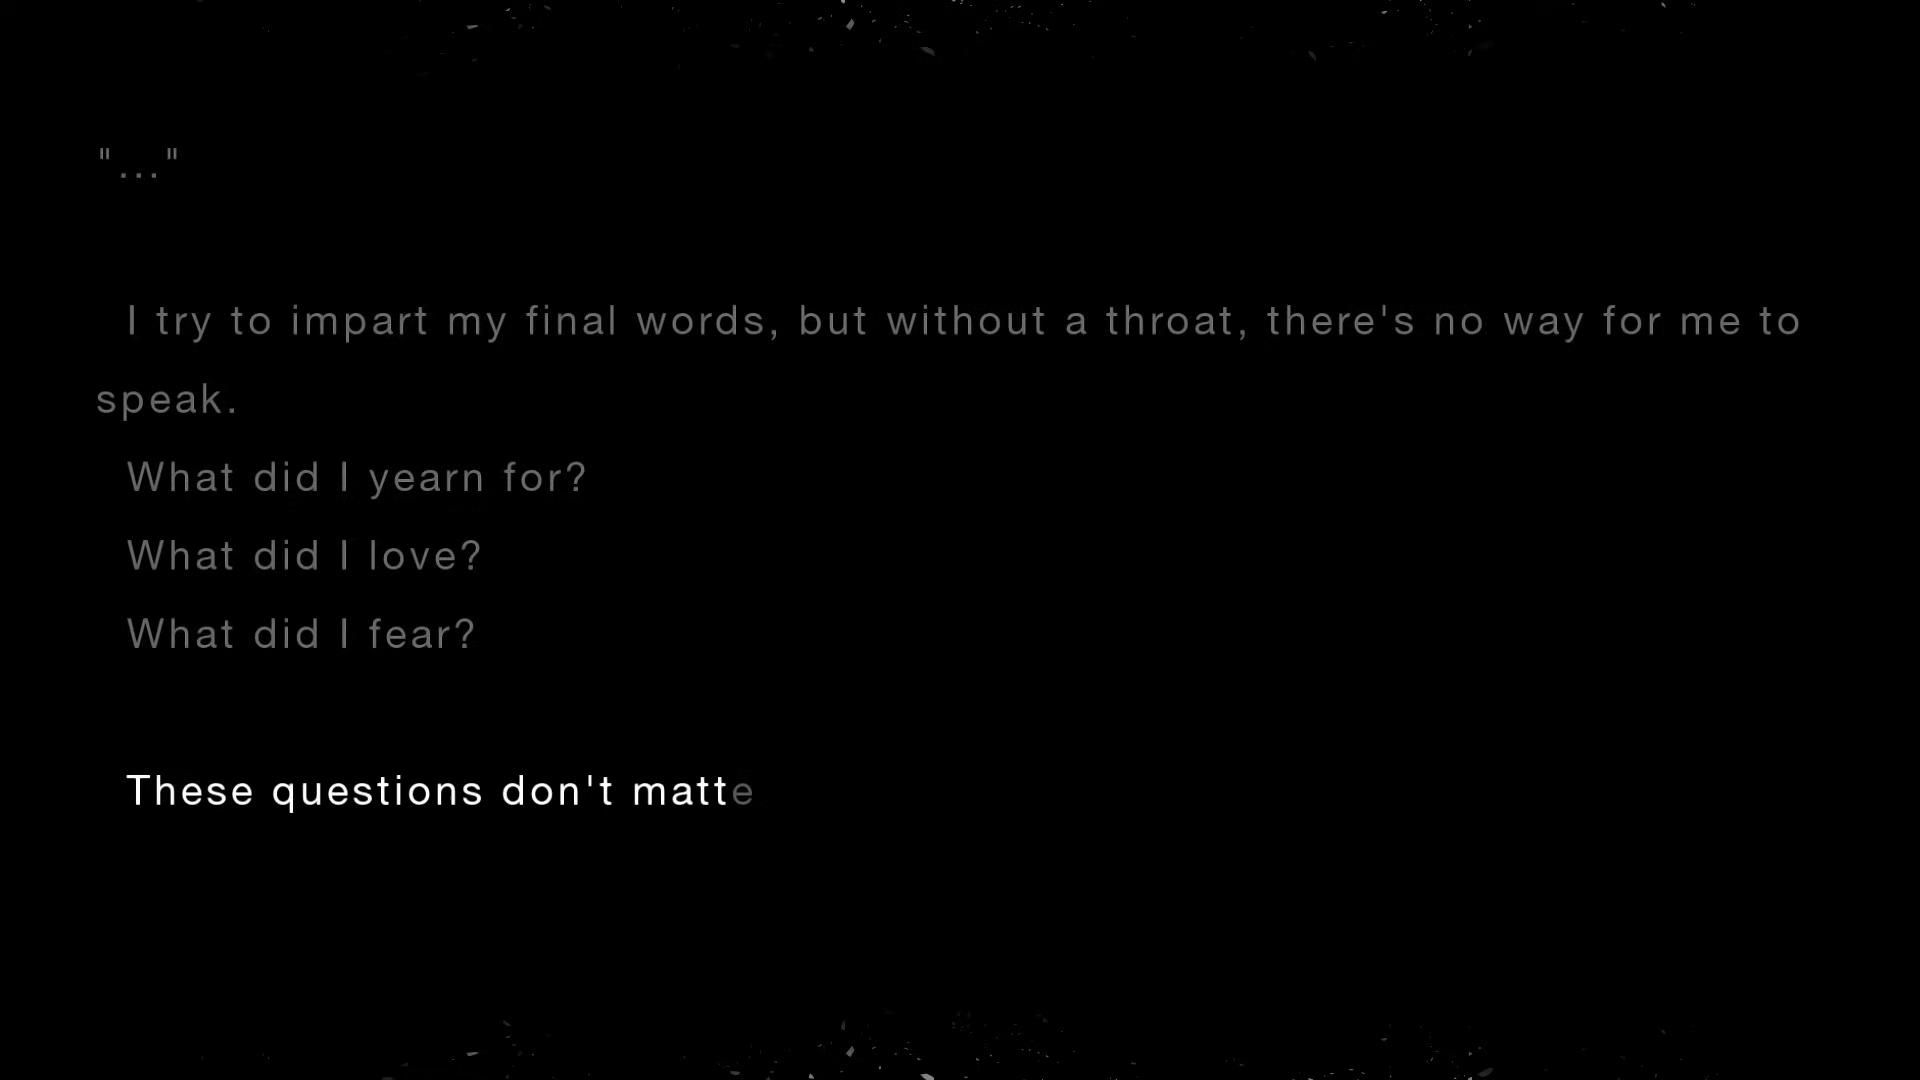 "..."
I try to impart my final words, but without a throat, there's no way for me to
speak.
What did I yearn for?
What did I love?
What did I fear?
These questions don't matte